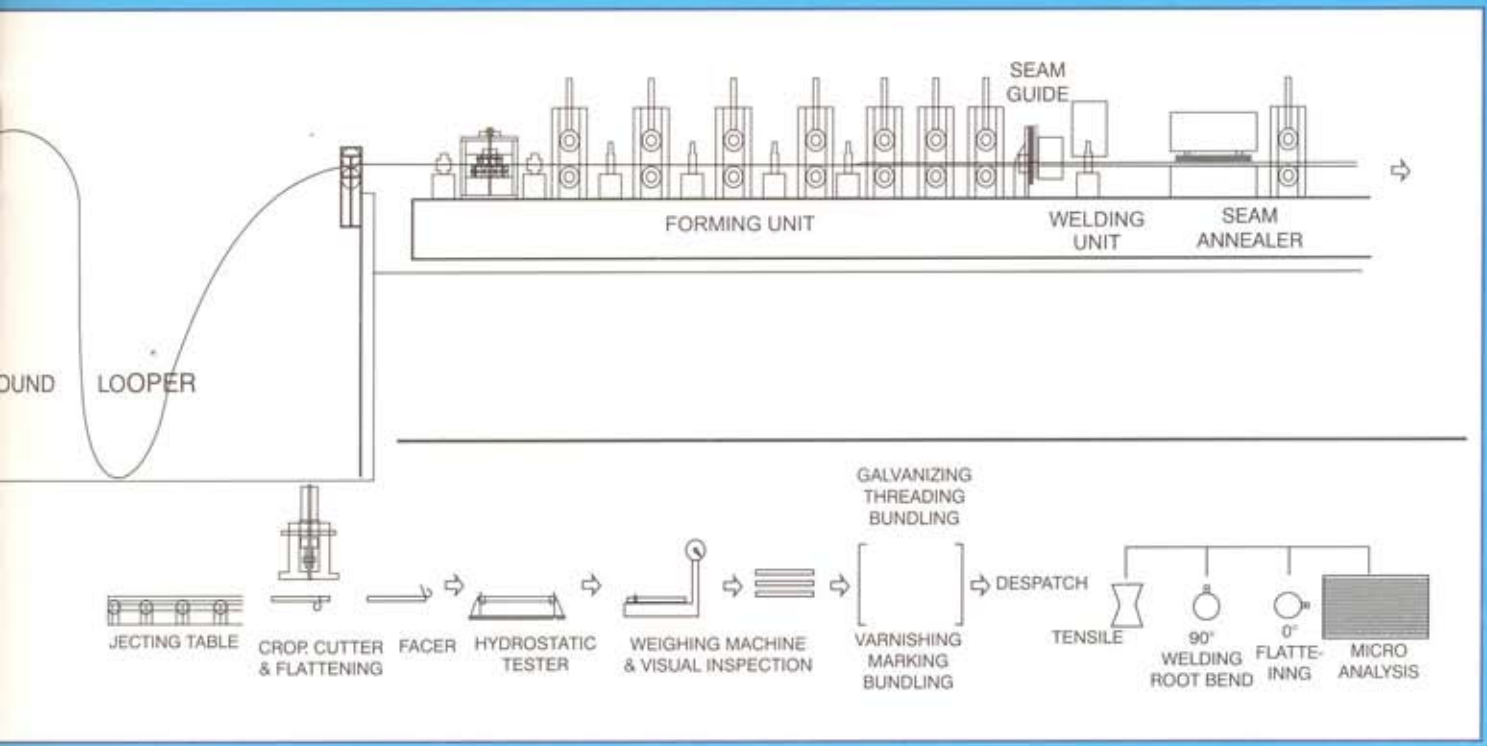 SEAM
GUIDE
FORMING UNIT
WELDING
UNIT
SEAM
ANNEALER
OUND LOOPER
GALVANIZING
THREADING
BUNDLING
DESPATCH
JECTING TABLE
CROP. CUTTER
& FLATTENING
FACER
HYDROSTATIC
TESTER
WEIGHING MACHINE
& VISUAL INSPECTION
VARNISHING
MARKING
BUNDLING
TENSILE
90°
WELDING
ROOT BEND
0°
FLATTE-
INNG
MICRO
ANALYSIS